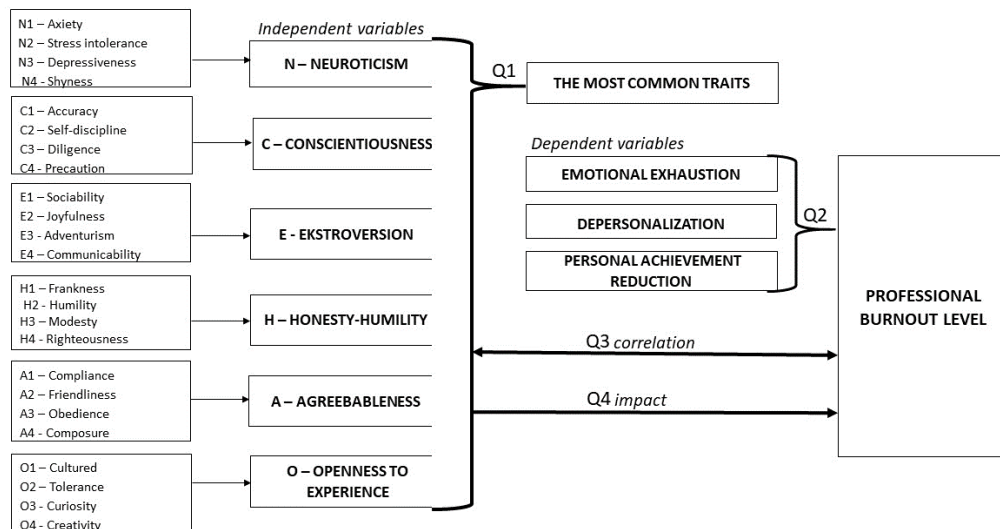 N1 – Axiety
N2 – Stress intolerance
N3 – Depressiveness
N4 - Shyness
C1 – Accuracy
C2 – Self-discipline
C3 – Diligence
C4 - Precaution
E1 – Sociability
E2 – Joyfulness
E3 - Adventurism
E4 – Communicability
H1 – Frankness
H2 - Humility
H3 – Modesty
H4 - Righteousness
A1 – Compliance
A2 – Friendliness
A3 – Obedience
A4 - Composure
O1 – Cultured
O2 – Tolerance
O3 - Curiosity
O4 - Creativity
Independent variables
N – NEUROTICISM
C – CONSCIENTIOUSNESS
E - EKSTROVERSION
H – HONESTY-HUMILITY
A – AGREEBABLENESS
O – OPENNESS TO
EXPERIENCE
Q1
THE MOST COMMON TRAITS
Dependent variables
EMOTIONAL EXHAUSTION
DEPERSONALIZATION
PERSONAL ACHIEVEMENT
REDUCTION
Q2
Q3 correlation
Q4 impact
PROFESSIONAL
BURNOUT LEVEL